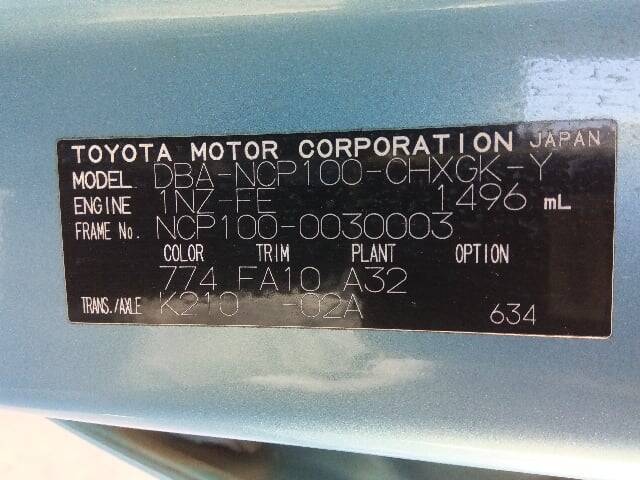 TOYOTA MOTOR CORPORATION JAPAN
MODEL DBA-NCP100-CHXGK-Y
ENGINE 1NZ-FE 1496 mL
FRAME No. NCP100-0030003
COLOR TRIM PLANT OPTION
774 FA10 A32
TRANS./AXLE K210 -02A
634